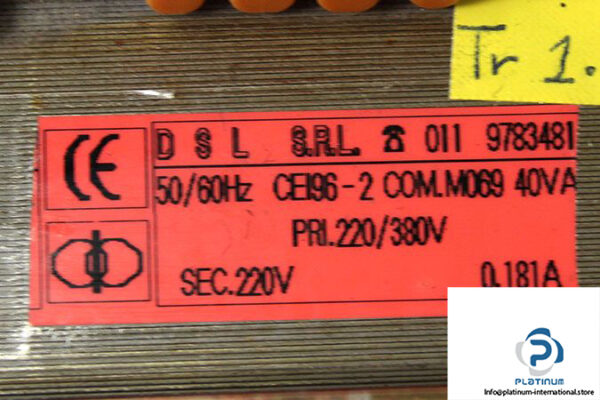 Tr 1.
CE
D S L S.R.L. ☎ 011 9783481
50/60Hz CEI96-2 COM.M069 40VA
PRI.220/380V
SEC.220V 0.181A
PLATINUM
Info@platinum-international.store